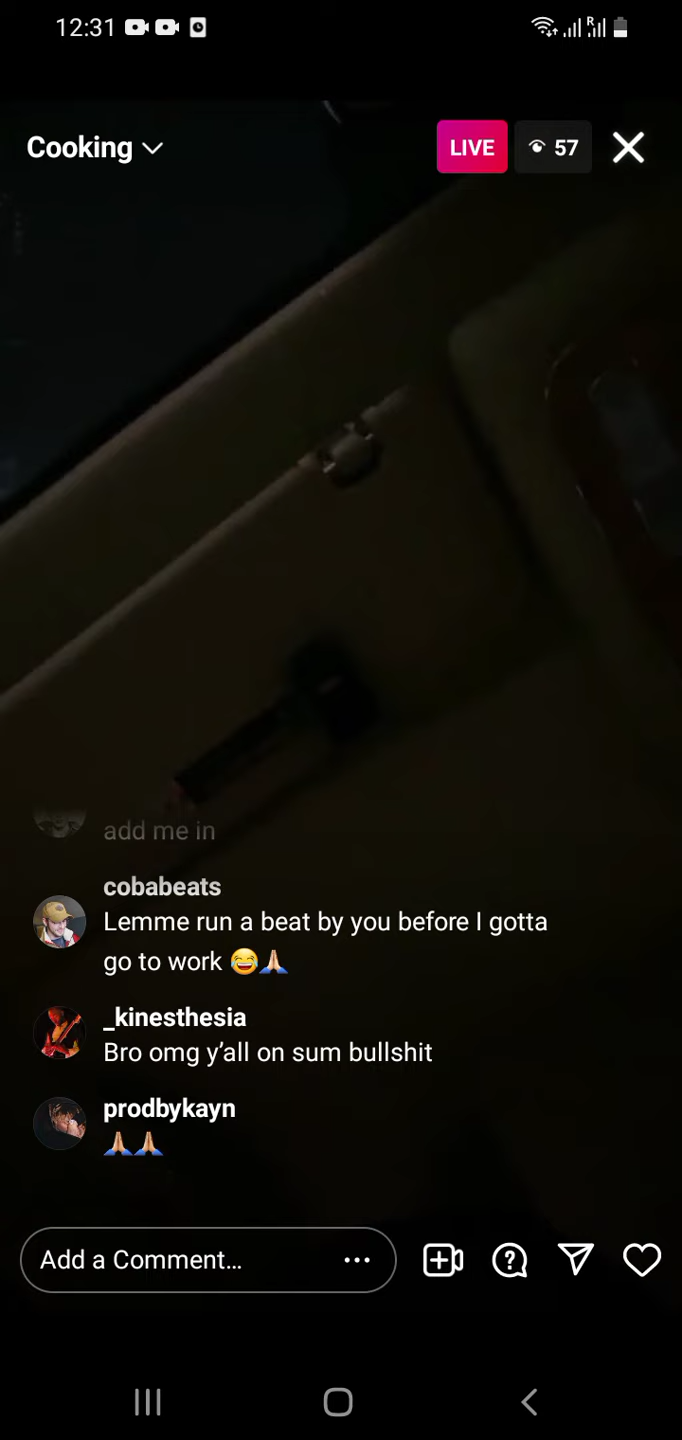 12:31
R
Cooking
LIVE
57
add me in
cobabeats
Lemme run a beat by you before I gotta
go to work 😂🙏🏼
_kinesthesia
Bro omg y’all on sum bullshit
prodbykayn
🙏🏼🙏🏼
Add a Comment...